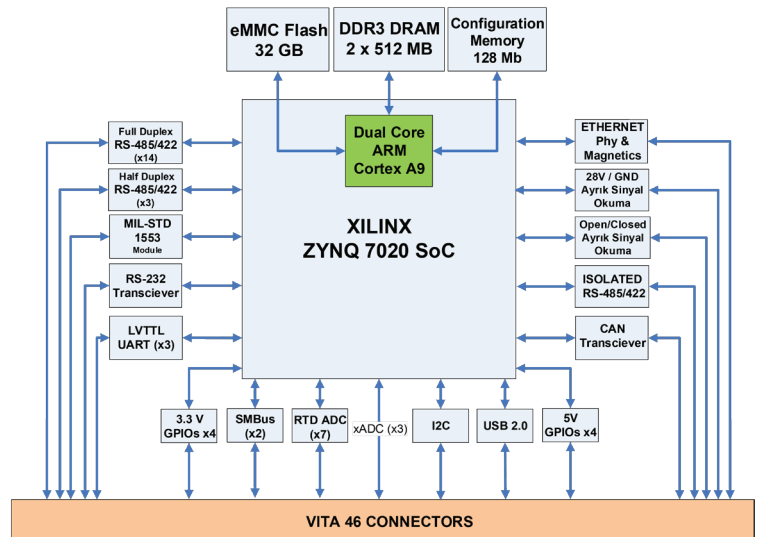 eMMC Flash
32 GB
DDR3 DRAM
2 x 512 MB
Configuration
Memory
128 Mb
Dual Core
ARM
Cortex A9
XILINX
ZYNQ 7020 SoC
Full Duplex
RS-485/422
(x14)
Half Duplex
RS-485/422
(x3)
MIL-STD
1553
Module
RS-232
Transciever
LVTTL
UART (x3)
ETHERNET
Phy &
Magnetics
28V / GND
Ayrık Sinyal
Okuma
Open/Closed
Ayrık Sinyal
Okuma
ISOLATED
RS-485/422
CAN
Transciever
3.3 V
GPIOs x4
SMBus
(x2)
RTD ADC
(x7)
xADC (x3)
I2C
USB 2.0
5V
GPIOs x4
VITA 46 CONNECTORS